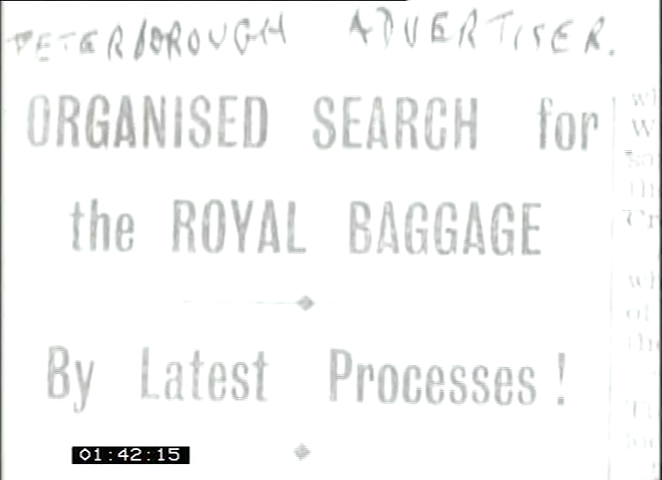 PETERBOROUGH ADVERTISER.
ORGANISED SEARCH for
the ROYAL BAGGAGE
By Latest Processes!
01:42:15